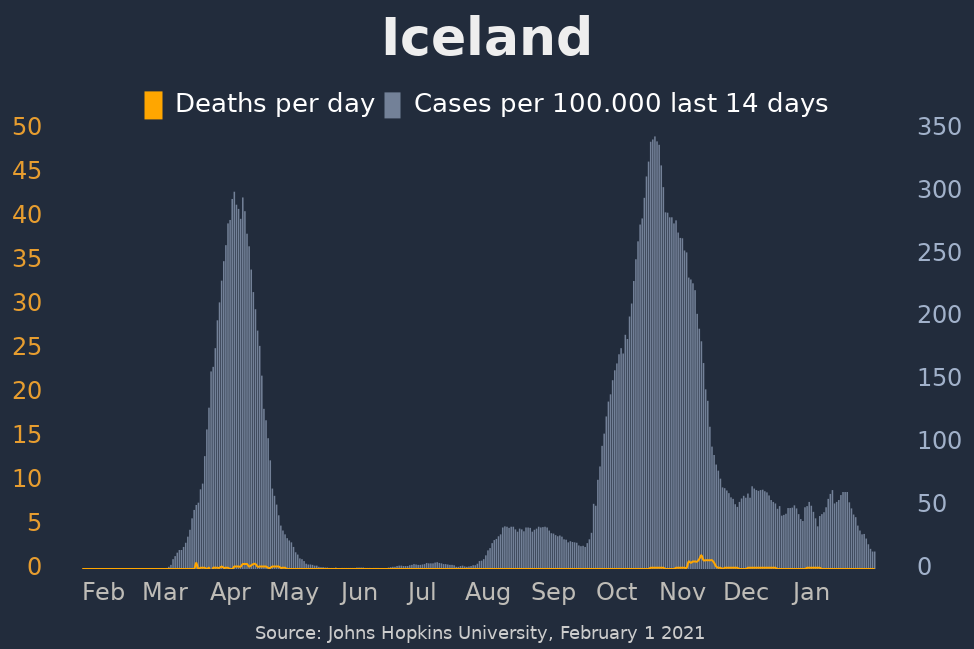 Iceland
Deaths per day Cases per 100.000 last 14 days
50 350
45
40 300
35 250
30
25 200
20 150
15
10 100
5 50
0 0
Feb Mar Apr May Jun Jul Aug Sep Oct Nov Dec Jan
Source: Johns Hopkins University, February 1 2021